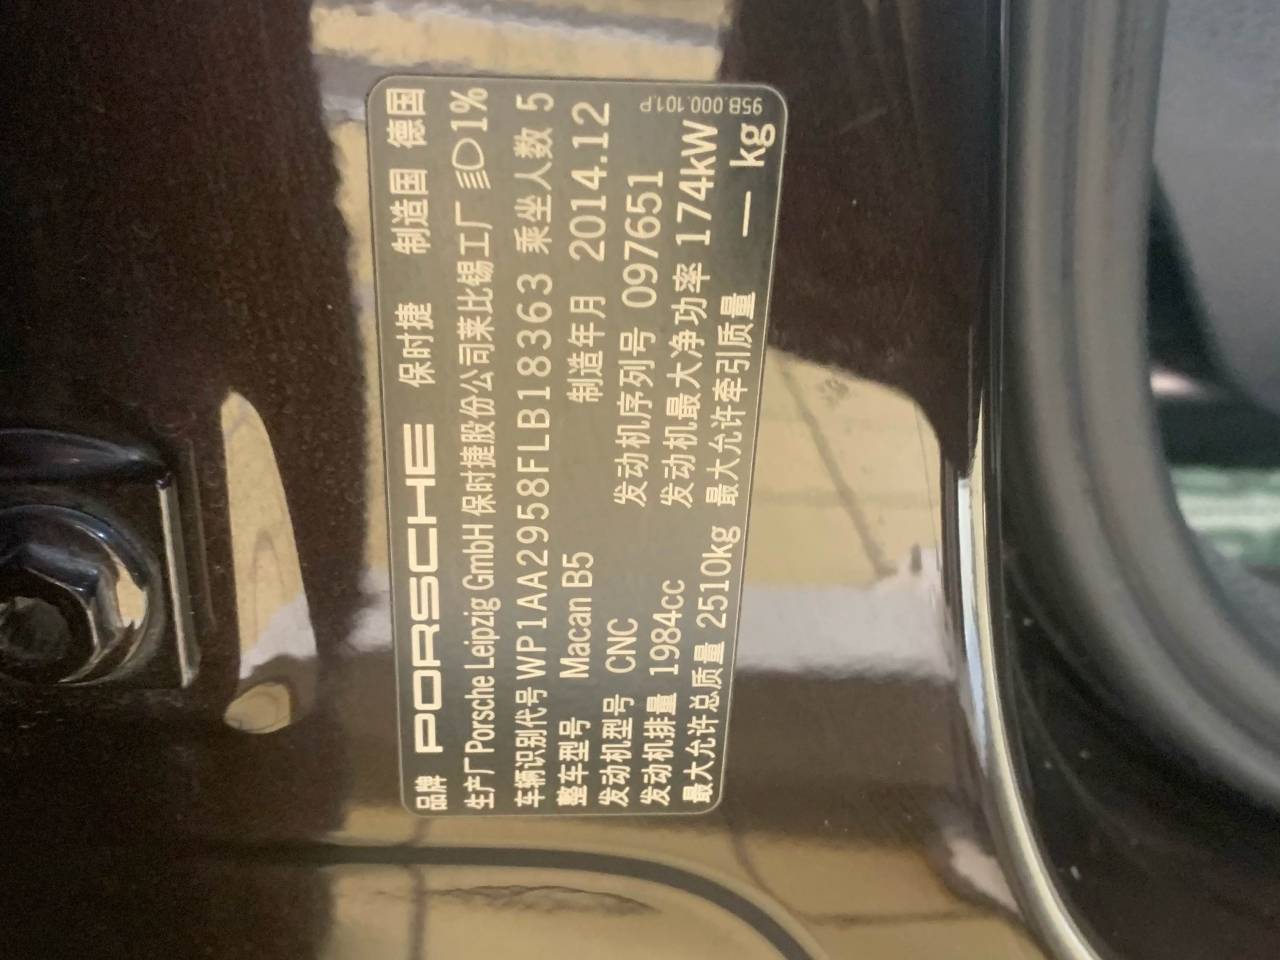 品牌 PORSCHE 保时捷 制造国 德国
生产厂 Porsche Leipzig GmbH 保时捷股份公司莱比锡工厂 1%
车辆识别代号 WP1AA2958FLB18363 乘坐人数 5
整车型号 Macan B5 制造年月 2014.12
发动机型号 CNC 发动机序列号 097651
发动机排量 1984cc 发动机最大净功率 174kW
最大允许总质量 2510kg 最大允许牵引质量 — kg
95B.000.101.P